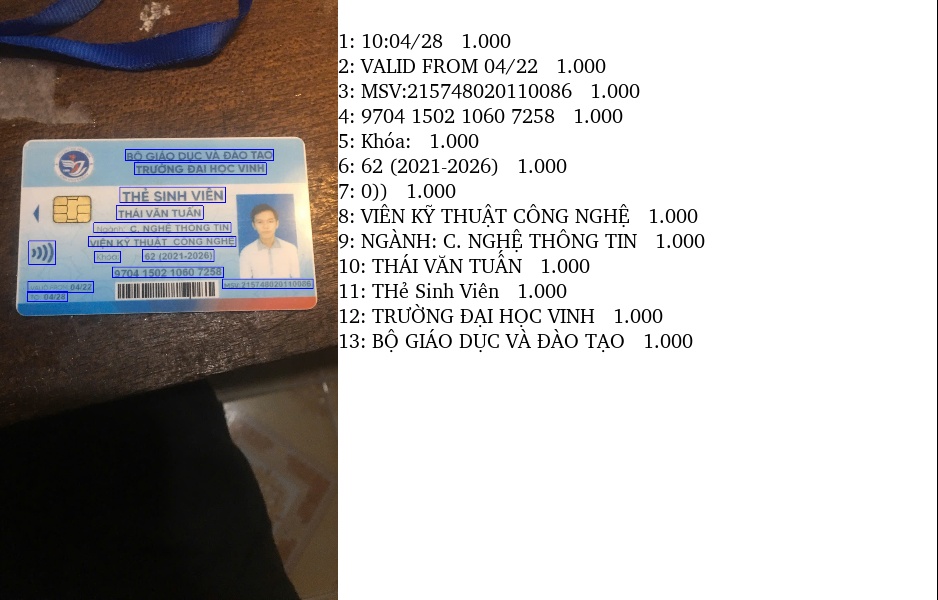 BỘ GIÁO DỤC VÀ ĐÀO TẠO
TRƯỜNG ĐẠI HỌC VINH
THẺ SINH VIÊN
THÁI VĂN TUẤN
Ngành: C. NGHỆ THÔNG TIN
VIỆN KỸ THUẬT CÔNG NGHỆ
Khóa: 62 (2021-2026)
9704 1502 1060 7258
MSV:215748020110086
VALID FROM: 04/22
TO: 04/28
1: 10:04/28 1.000
2: VALID FROM 04/22 1.000
3: MSV:215748020110086 1.000
4: 9704 1502 1060 7258 1.000
5: Khóa: 1.000
6: 62 (2021-2026) 1.000
7: 0)) 1.000
8: VIÊN KỸ THUẬT CÔNG NGHỆ 1.000
9: NGÀNH: C. NGHỆ THÔNG TIN 1.000
10: THÁI VĂN TUẤN 1.000
11: THẻ Sinh Viên 1.000
12: TRƯỜNG ĐẠI HỌC VINH 1.000
13: BỘ GIÁO DỤC VÀ ĐÀO TẠO 1.000